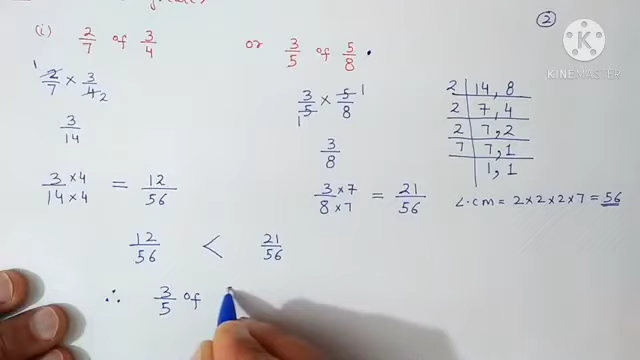 (2)
KINEMASTER
(i) 2/7 of 3/4 or 3/5 of 5/8.
1 2/7 × 3/4 2
3/5 × 5/8 1
1
3/14
3/8
3×4/14×4 = 12/56
3×7/8×7 = 21/56
2 | 14, 8
2 | 7, 4
2 | 7, 2
7 | 7, 1
1, 1
L.CM = 2×2×2×7 = 56
12/56 < 21/56
∴ 3/5 of